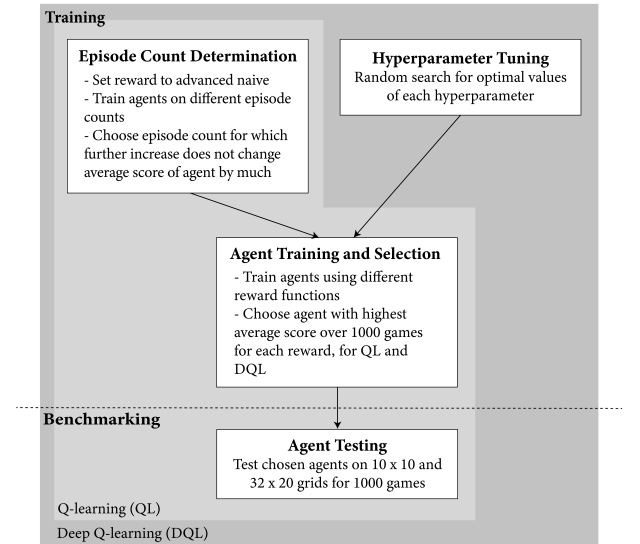 Training
Episode Count Determination
- Set reward to advanced naive
- Train agents on different episode
counts
- Choose episode count for which
further increase does not change
average score of agent by much
Hyperparameter Tuning
Random search for optimal values
of each hyperparameter
Agent Training and Selection
- Train agents using different
reward functions
- Choose agent with highest
average score over 1000 games
for each reward, for QL and
DQL
Benchmarking
Agent Testing
Test chosen agents on 10 x 10 and
32 x 20 grids for 1000 games
Q-learning (QL)
Deep Q-learning (DQL)